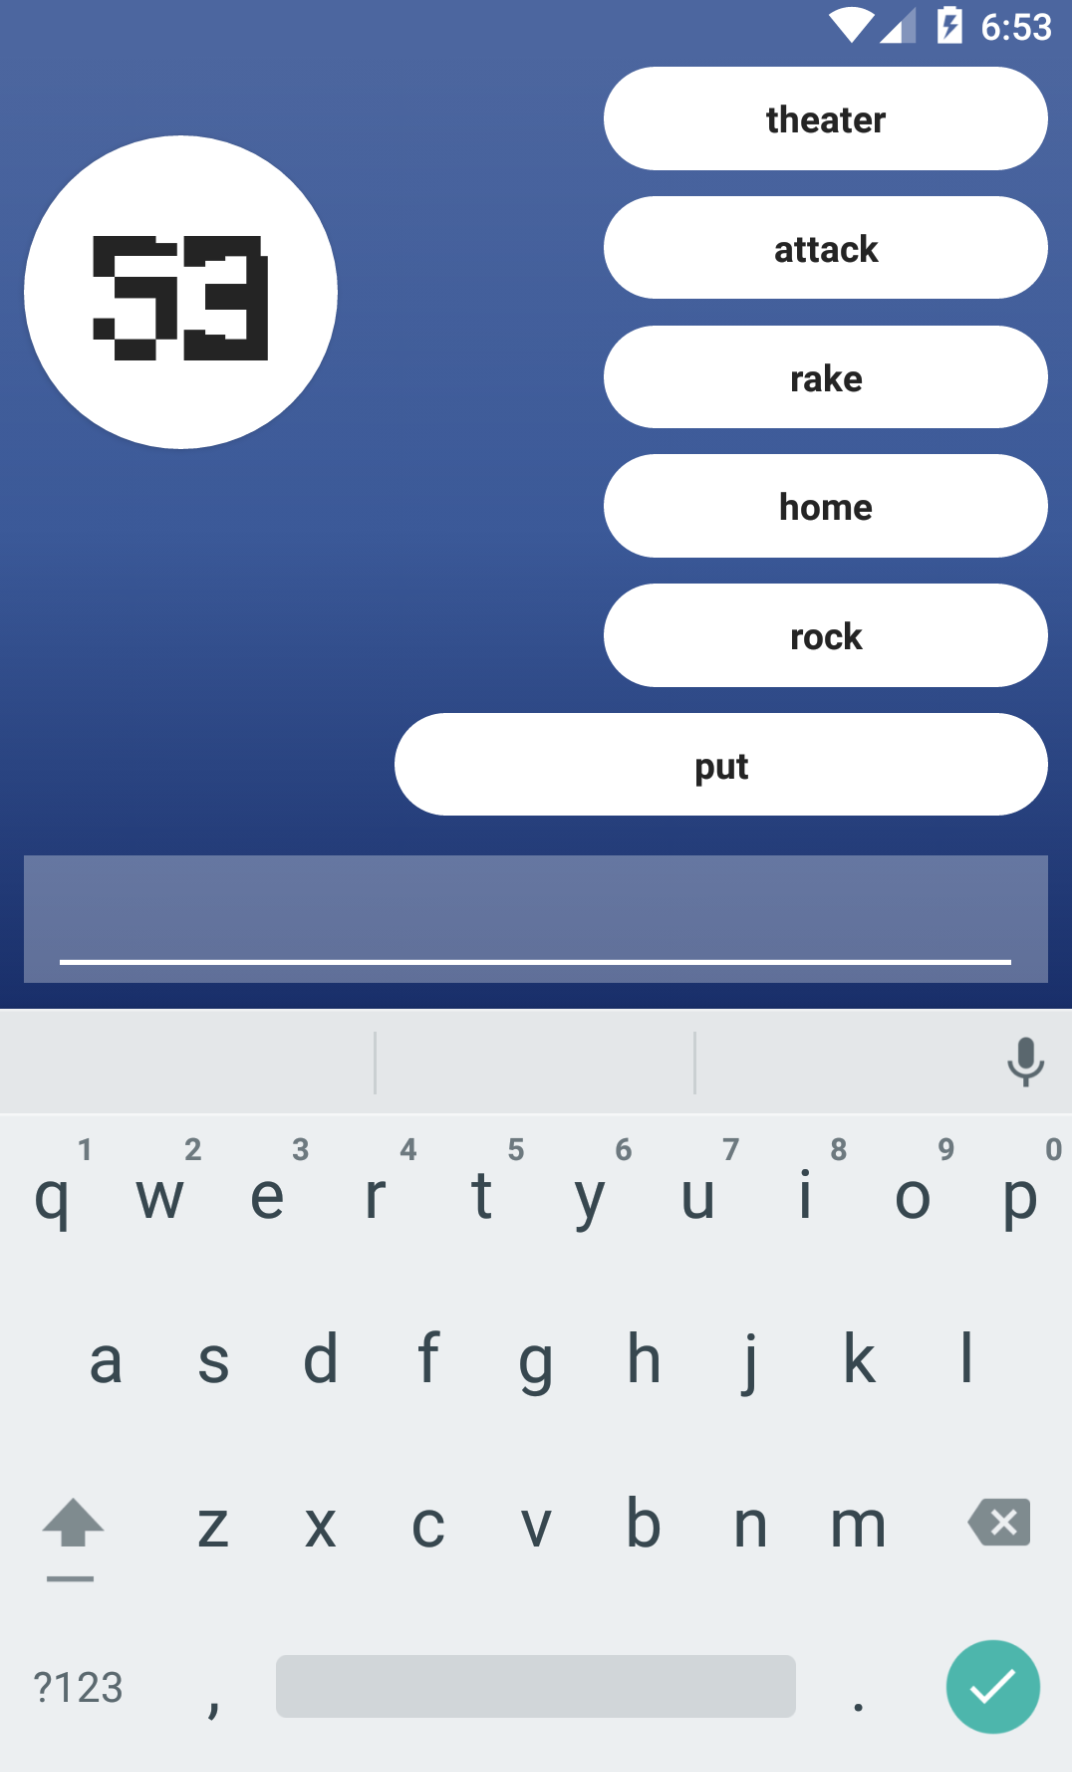 6:53
theater
53
attack
rake
home
rock
put
1 2 3 4 5 6 7 8 9 0
q w e r t y u i o p
a s d f g h j k l
z x c v b n m
?123 , .